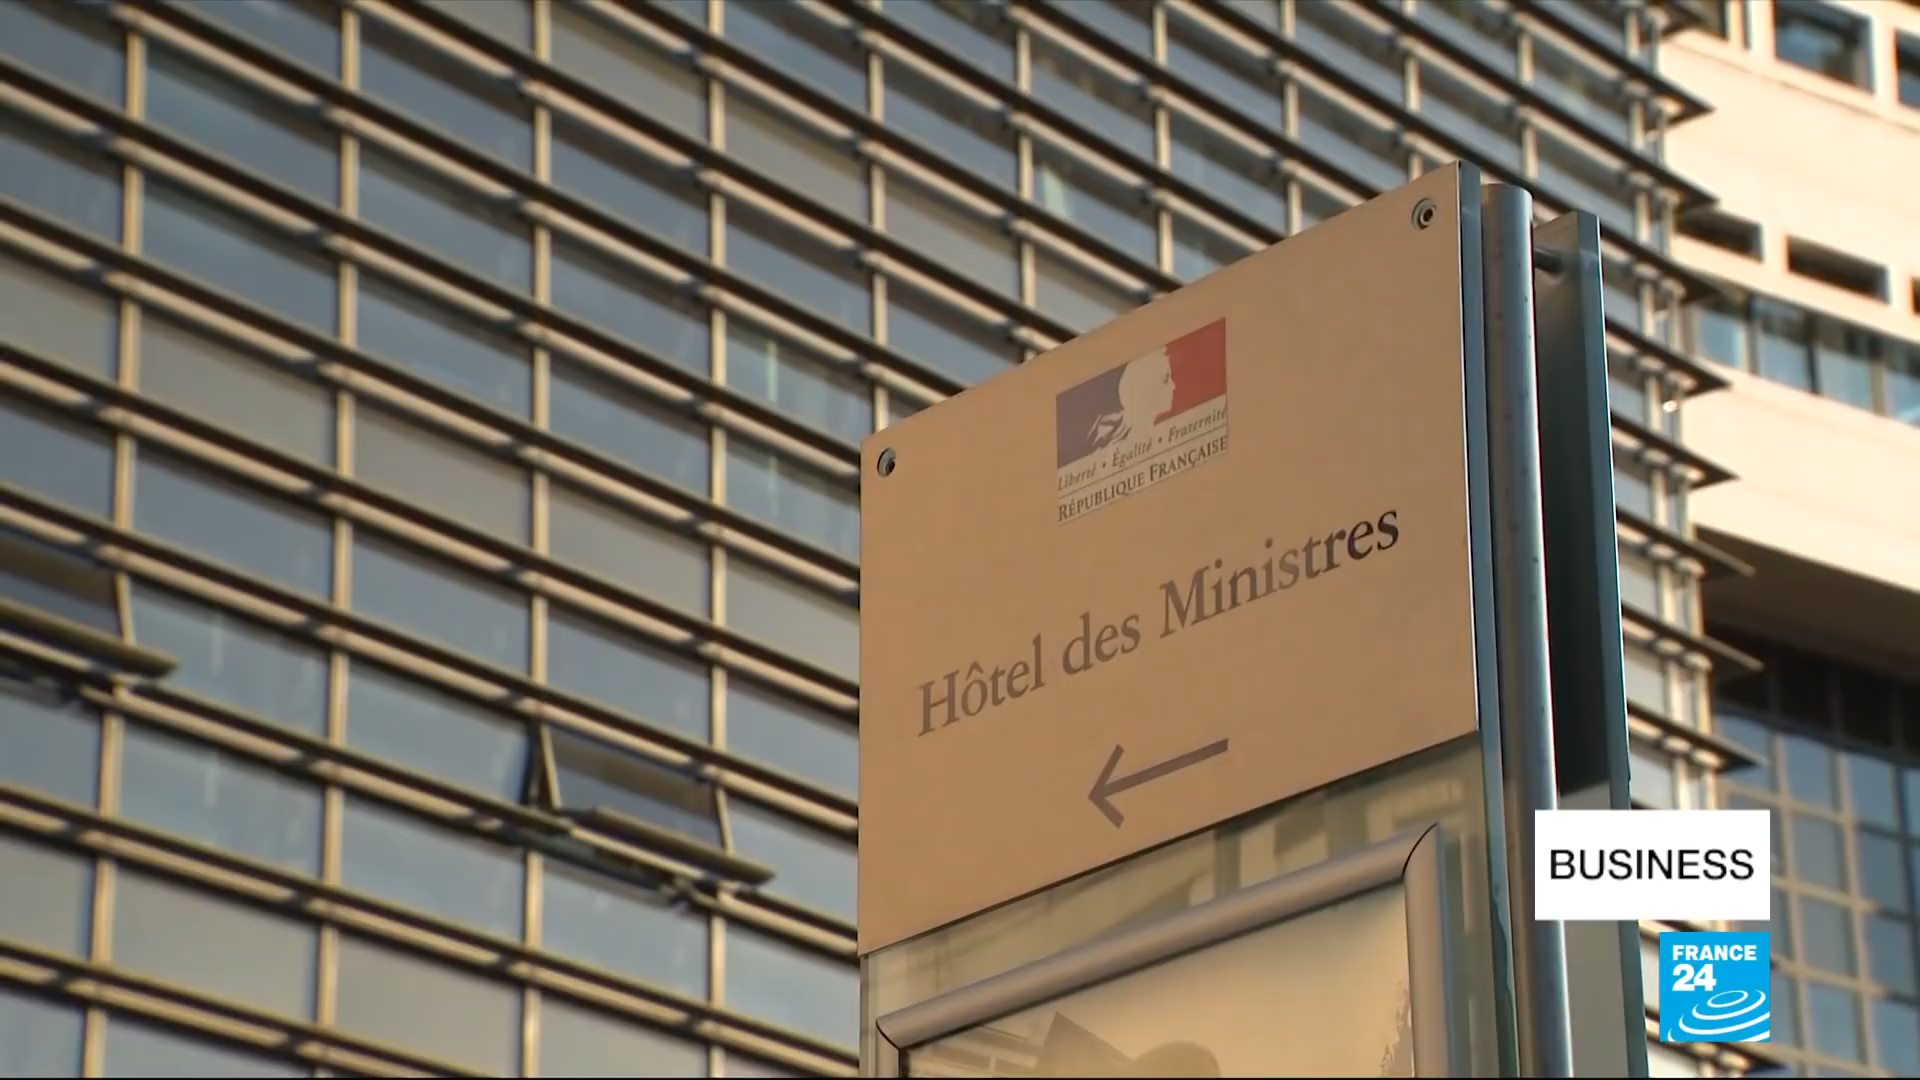 Liberté • Égalité • Fraternité
RÉPUBLIQUE FRANÇAISE
Hôtel des Ministres
BUSINESS
FRANCE
24